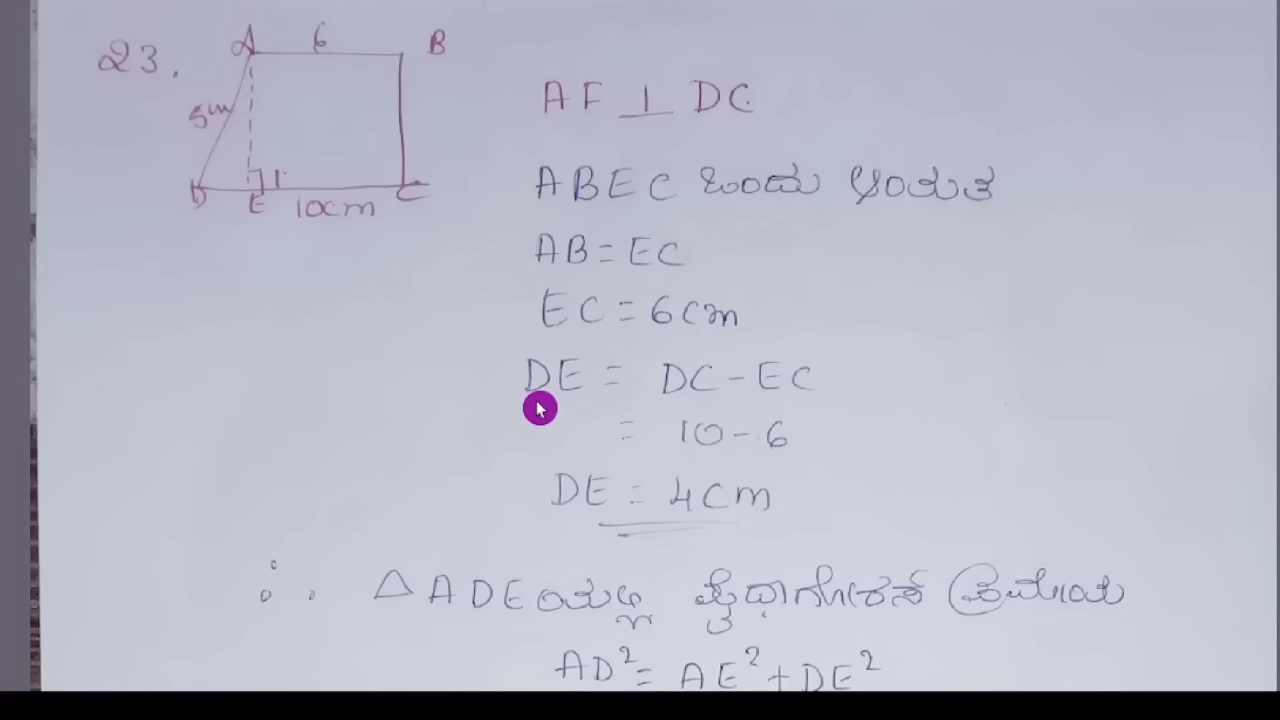 23.
A 6 B
5cm
D E 10cm C
AF ⊥ DC
ABEC ಒಂದು ಆಯತ
AB = EC
EC = 6cm
DE = DC - EC
= 10 - 6
DE = 4cm
∴ △ADE ಯಲ್ಲಿ ಪೈಥಾಗೋರಸ್ ಪ್ರಮೇಯ
AD² = AE² + DE²